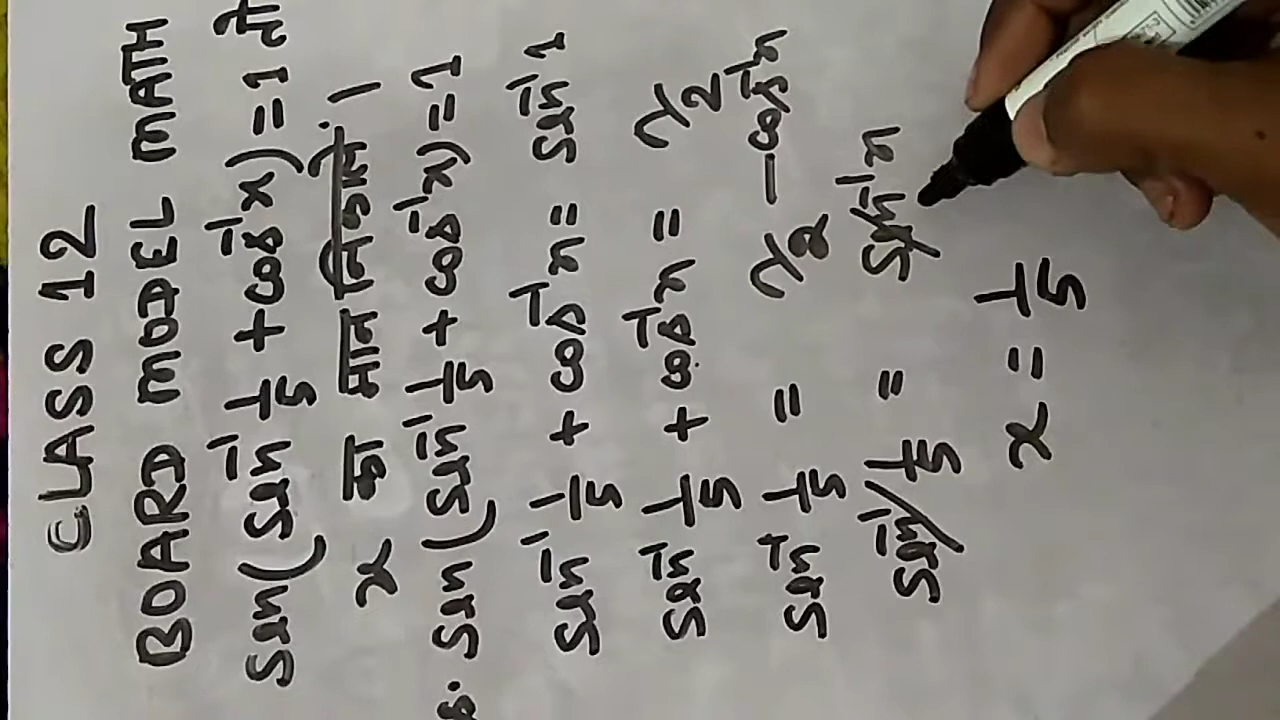 CLASS 12
BOARD MODEL MATH
sin(sin⁻¹ 1/5 + cos⁻¹x) = 1 तो
x का मान निकालें।
sin(sin⁻¹ 1/5 + cos⁻¹x) = 1
sin⁻¹ 1/5 + cos⁻¹x = sin⁻¹ 1
sin⁻¹ 1/5 + cos⁻¹x = π/2
sin⁻¹ 1/5 = π/2 − cos⁻¹x
sin⁻¹ 1/5 = sin⁻¹x
x = 1/5